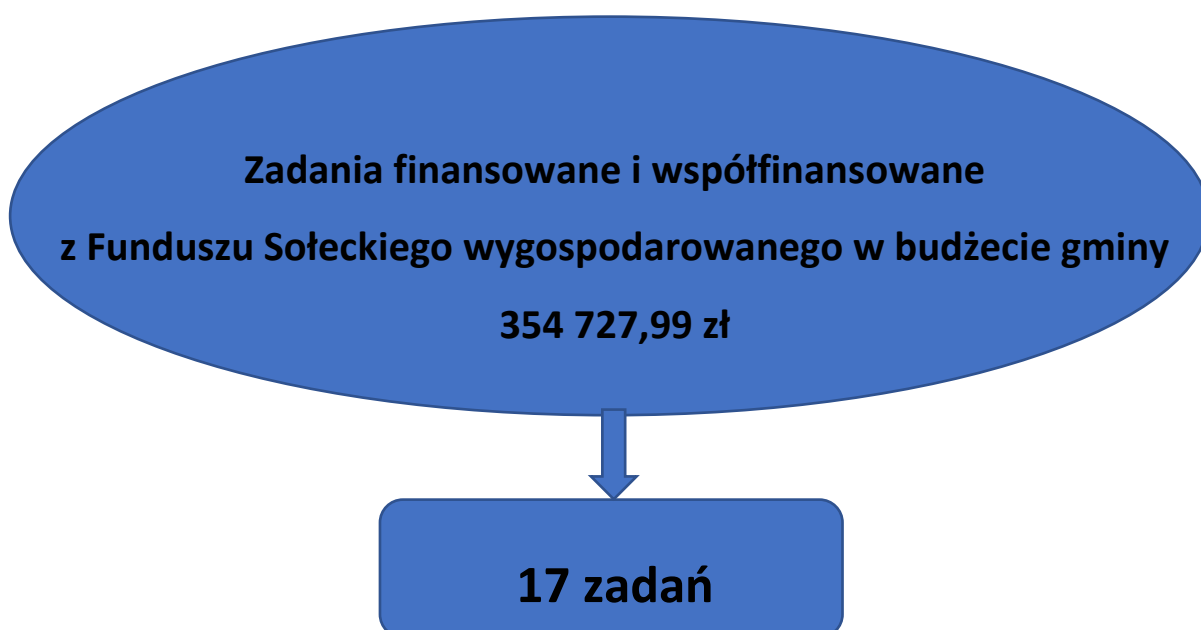 Zadania finansowane i współfinansowane
z Funduszu Sołeckiego wygospodarowanego w budżecie gminy
354 727,99 zł
17 zadań